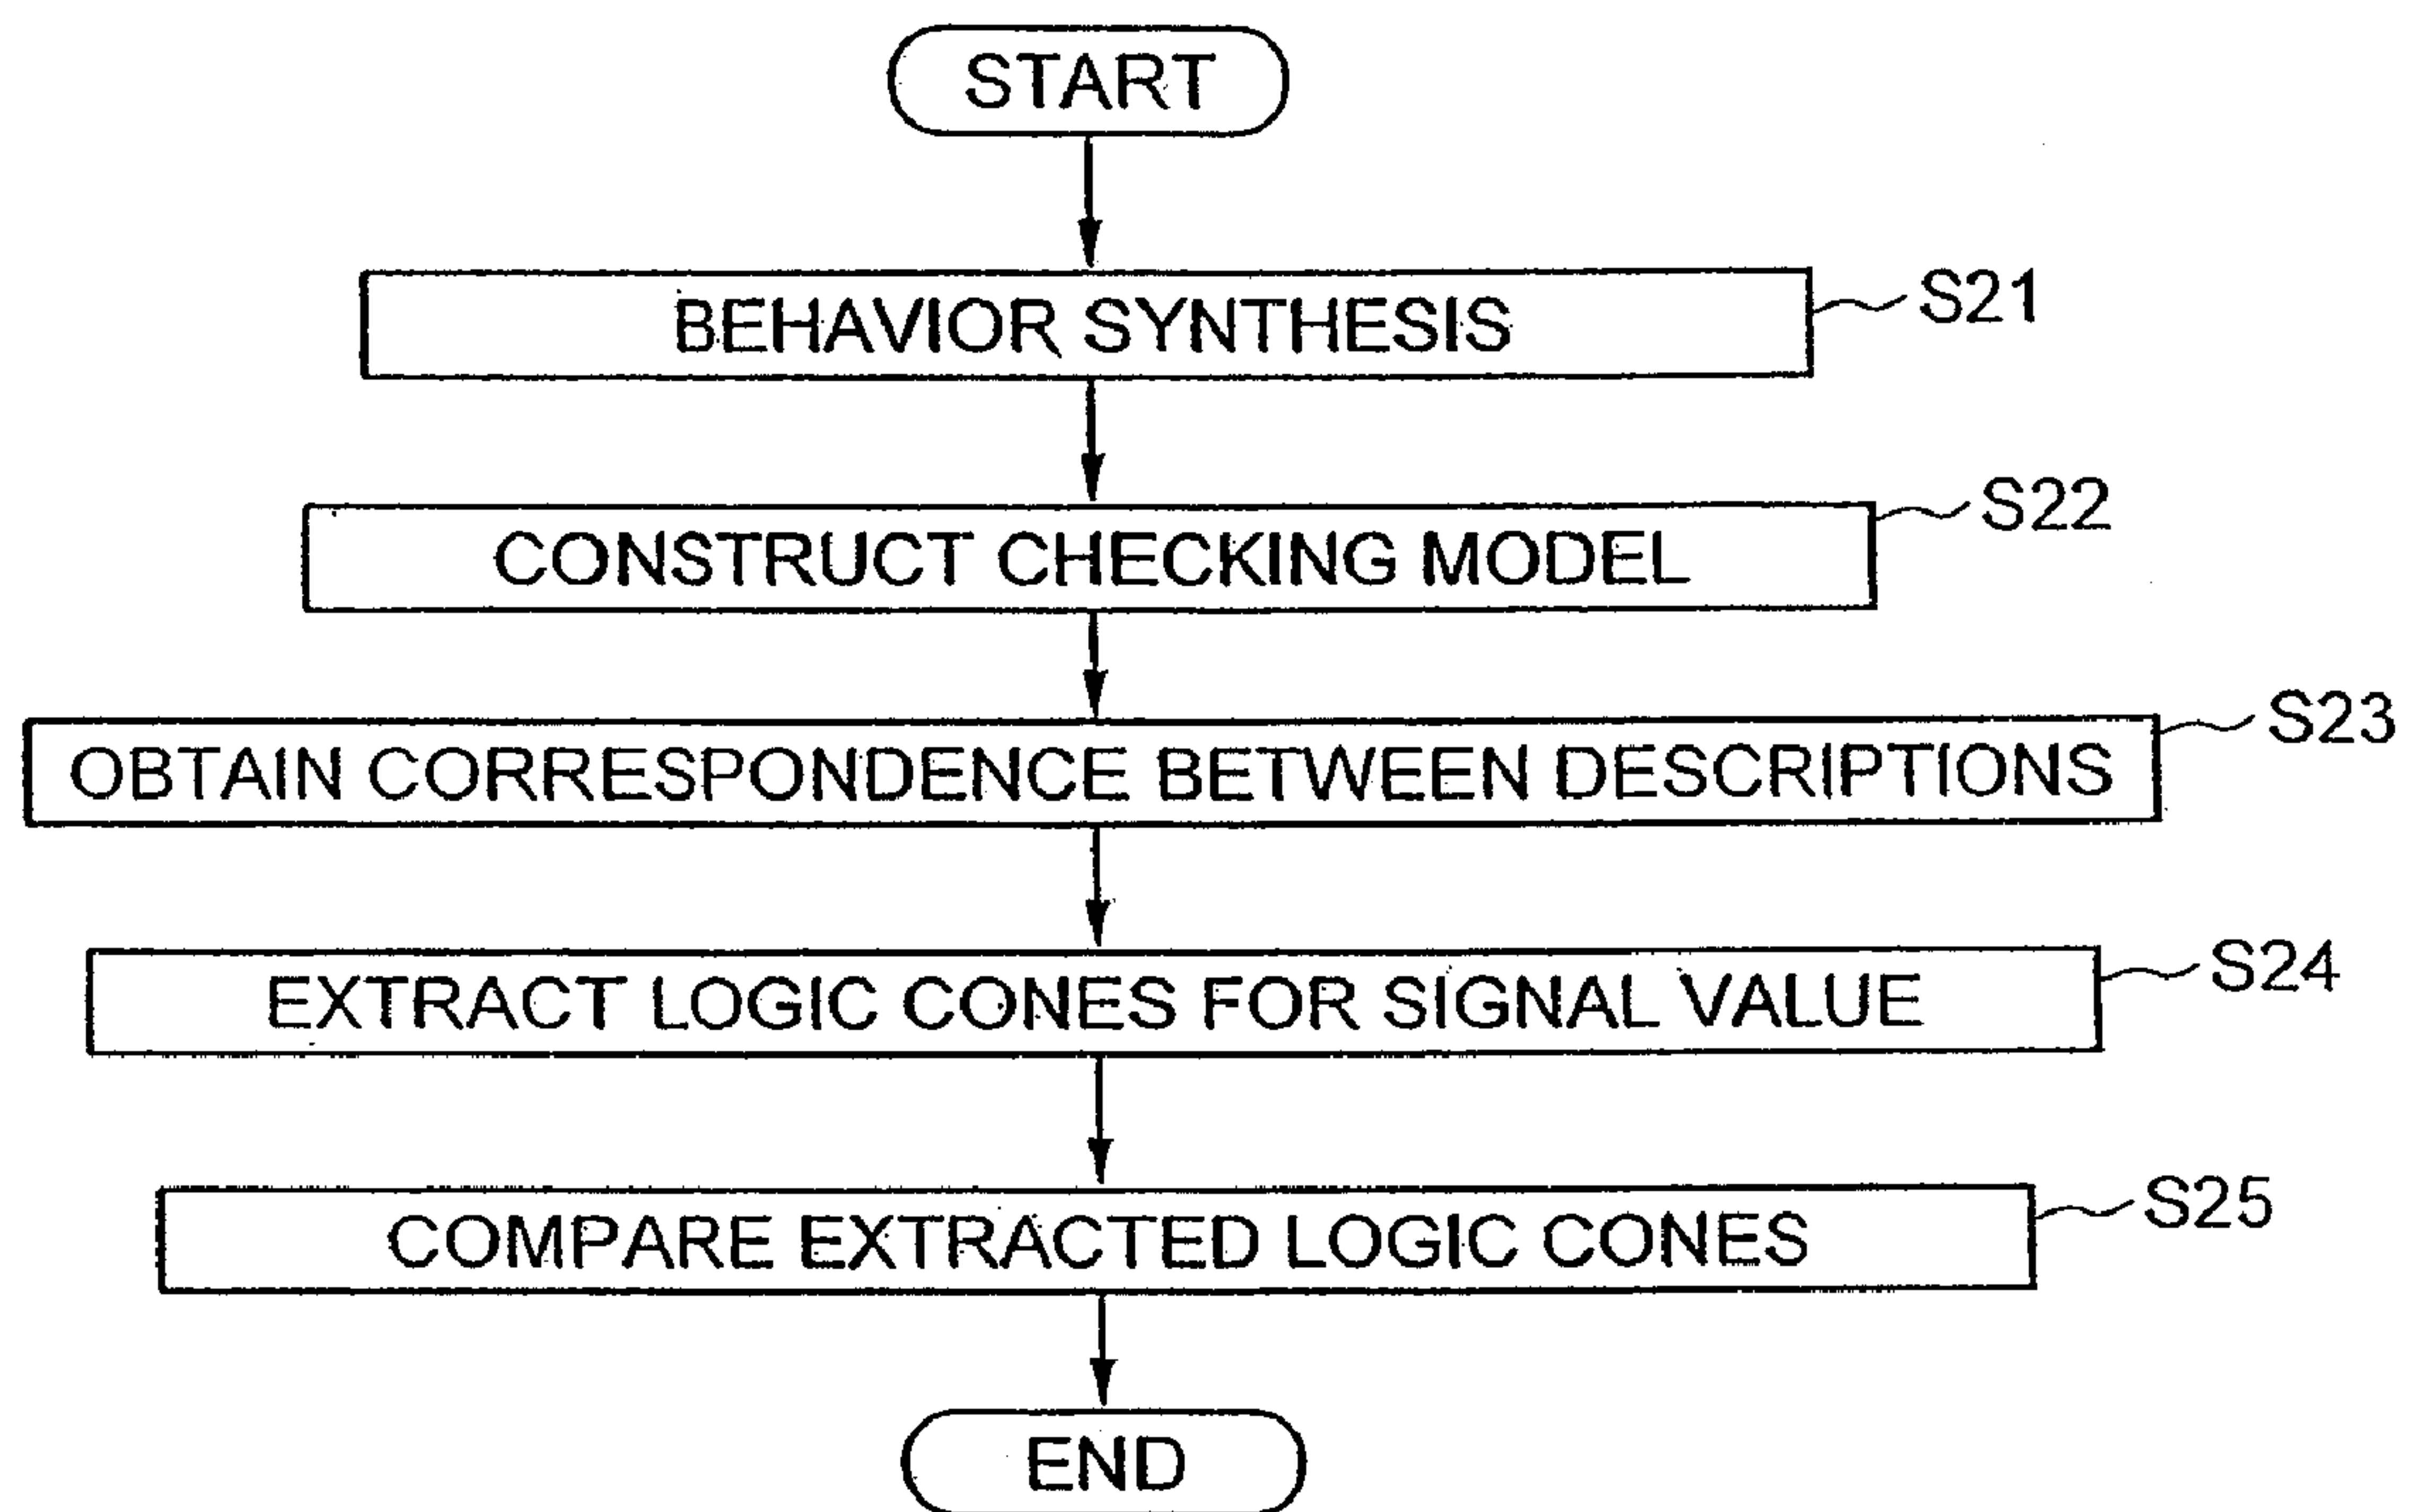 START
BEHAVIOR SYNTHESIS
S21
CONSTRUCT CHECKING MODEL
S22
OBTAIN CORRESPONDENCE BETWEEN DESCRIPTIONS
S23
EXTRACT LOGIC CONES FOR SIGNAL VALUE
S24
COMPARE EXTRACTED LOGIC CONES
S25
END